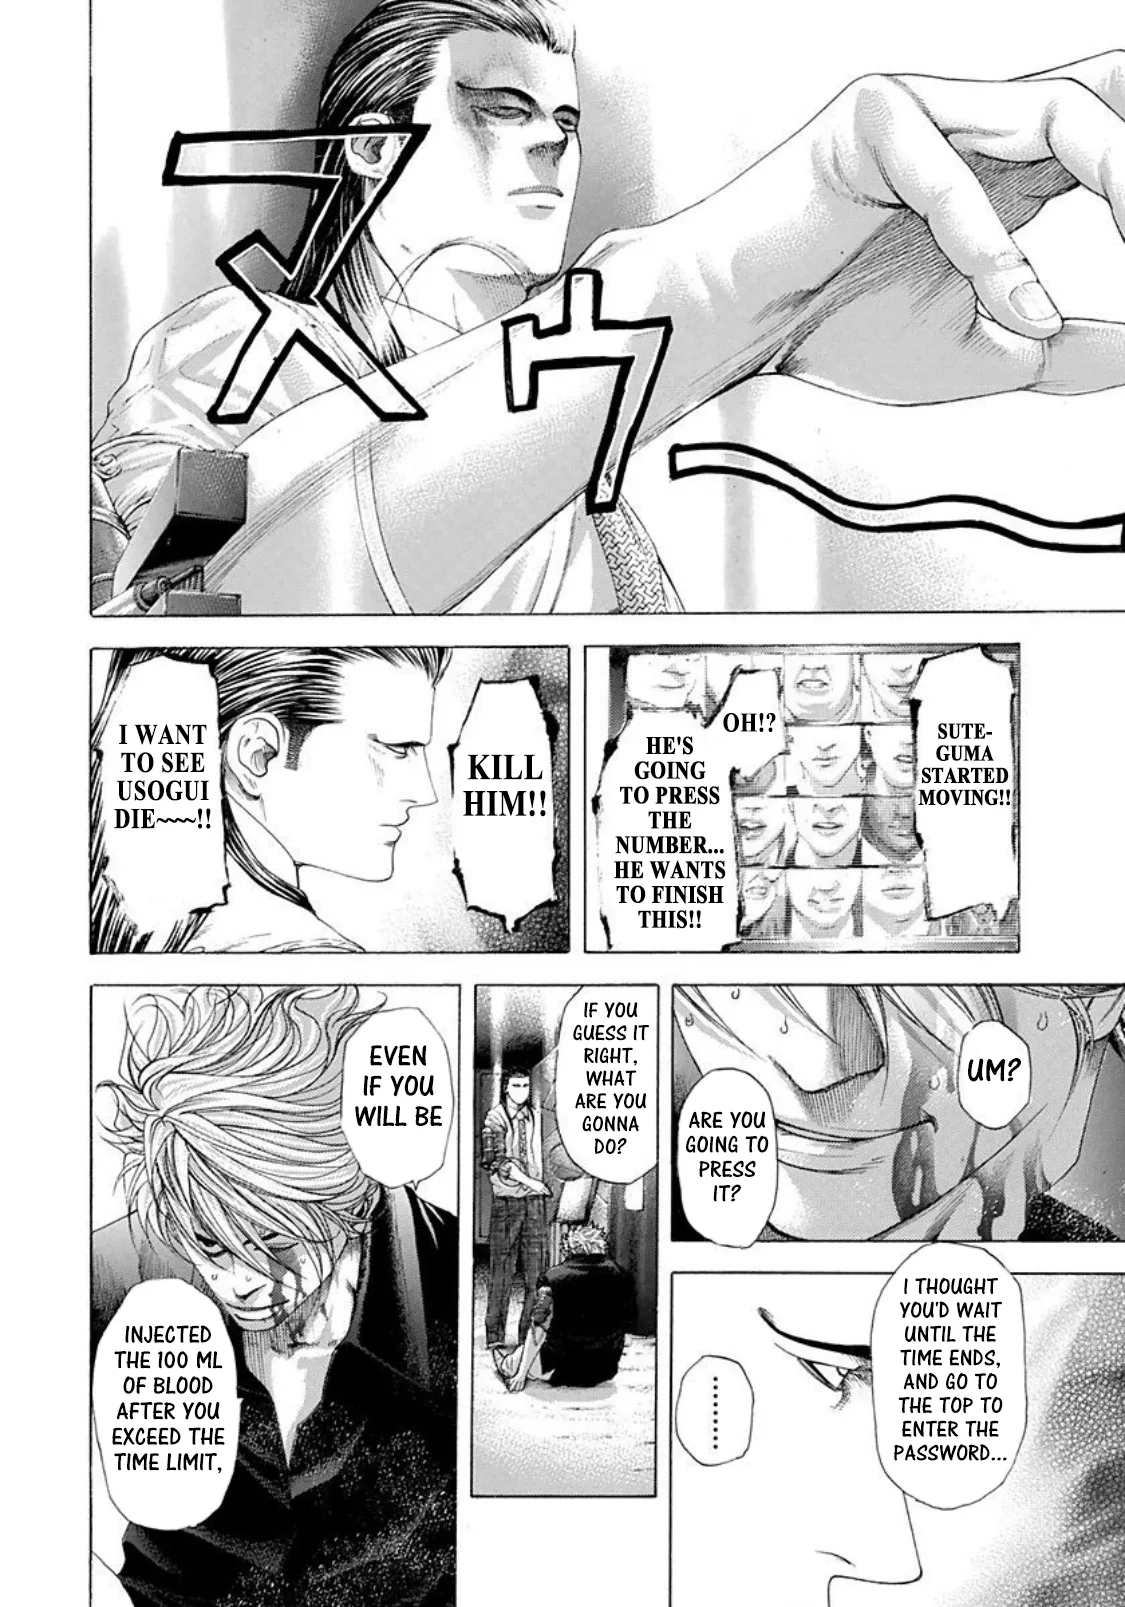 スウ
SUTE-
GUMA
STARTED
MOVING!!
OH!?
HE'S
GOING
TO PRESS
THE
NUMBER...
HE WANTS
TO FINISH
THIS!!
KILL
HIM!!
I WANT
TO SEE
USOGUI
DIE~~~~!!
UM?
ARE YOU
GOING TO
PRESS
IT?
I THOUGHT
YOU'D WAIT
UNTIL THE
TIME ENDS,
AND GO TO
THE TOP TO
ENTER THE
PASSWORD...
.........
IF YOU
GUESS IT
RIGHT,
WHAT
ARE YOU
GONNA
DO?
EVEN
IF YOU
WILL BE
INJECTED
THE 100 ML
OF BLOOD
AFTER YOU
EXCEED THE
TIME LIMIT,